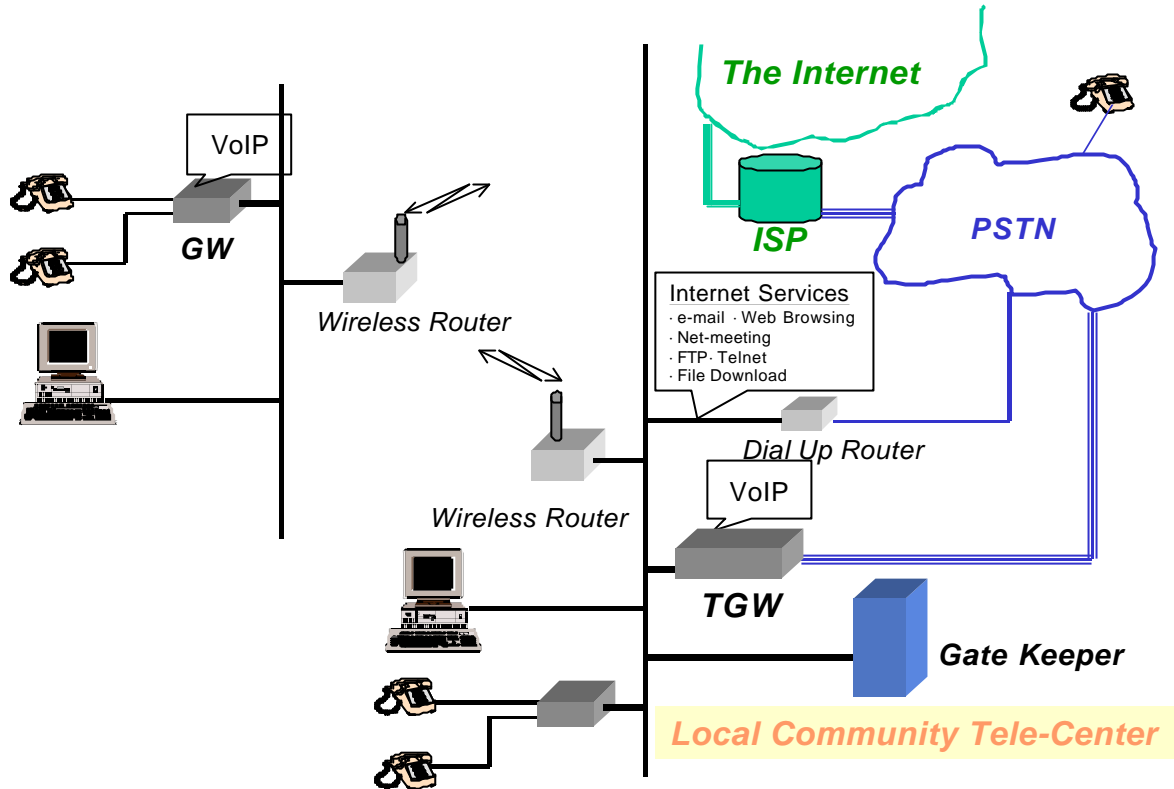 The Internet
VoIP
GW
ISP
PSTN
Wireless Router
Internet Services
· e-mail · Web Browsing
· Net-meeting
· FTP· Telnet
· File Download
Dial Up Router
Wireless Router
VoIP
TGW
Gate Keeper
Local Community Tele-Center